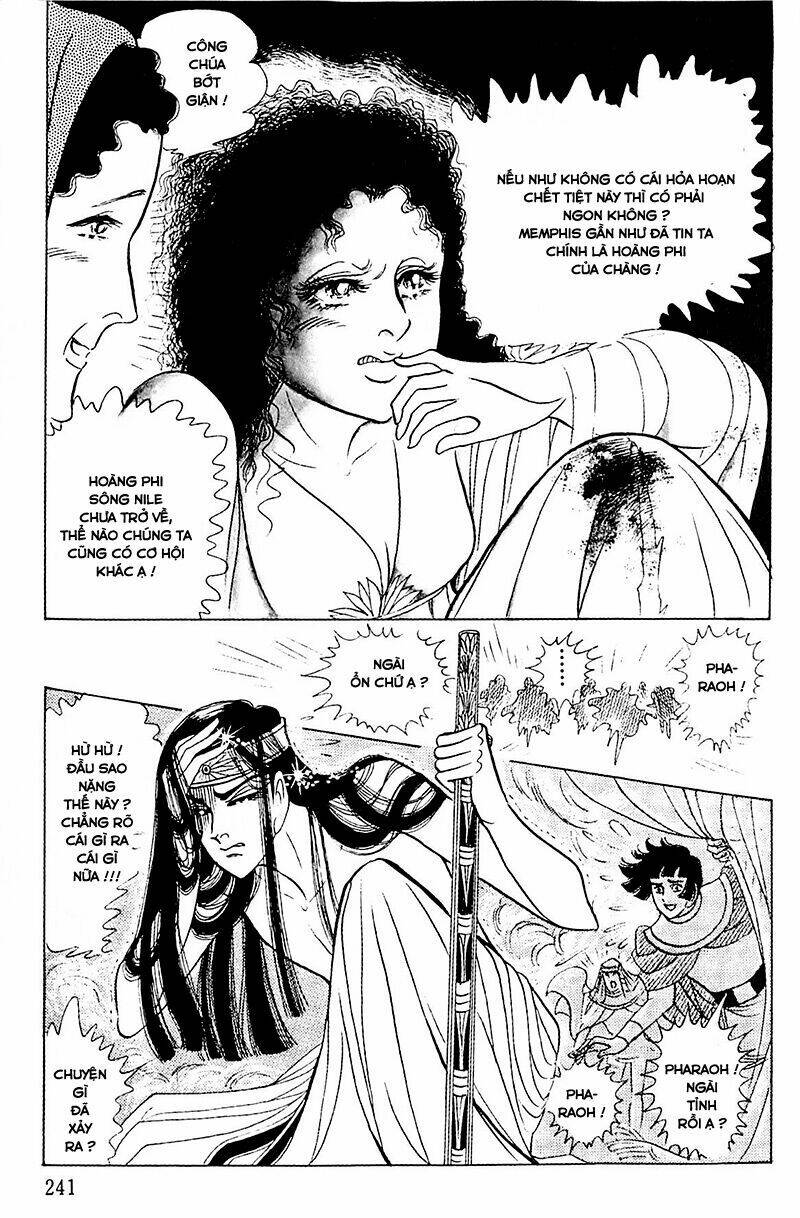 CÔNG
CHÚA
BỚT
GIẬN !
NẾU NHƯ KHÔNG CÓ CÁI HỎA HOẠN
CHẾT TIỆT NÀY THÌ CÓ PHẢI
NGON KHÔNG ?
MEMPHIS GẦN NHƯ ĐÃ TIN TA
CHÍNH LÀ HOÀNG PHI
CỦA CHÀNG !
HOÀNG PHI
SÔNG NILE
CHƯA TRỞ VỀ,
THẾ NÀO CHÚNG TA
CŨNG CÓ CƠ HỘI
KHÁC Ạ !
PHA-
RAOH !
......
NGÀI
ỔN CHỨ Ạ ?
HỪ HỪ !
ĐẦU SAO
NẶNG
THẾ NÀY ?
CHẲNG RÕ
CÁI GÌ RA
CÁI GÌ
NỮA !!!
PHARAOH !
NGÀI
TỈNH
RỒI Ạ ?
PHA-
RAOH !
CHUYỆN
GÌ
ĐÃ
XẢY
RA ?
241